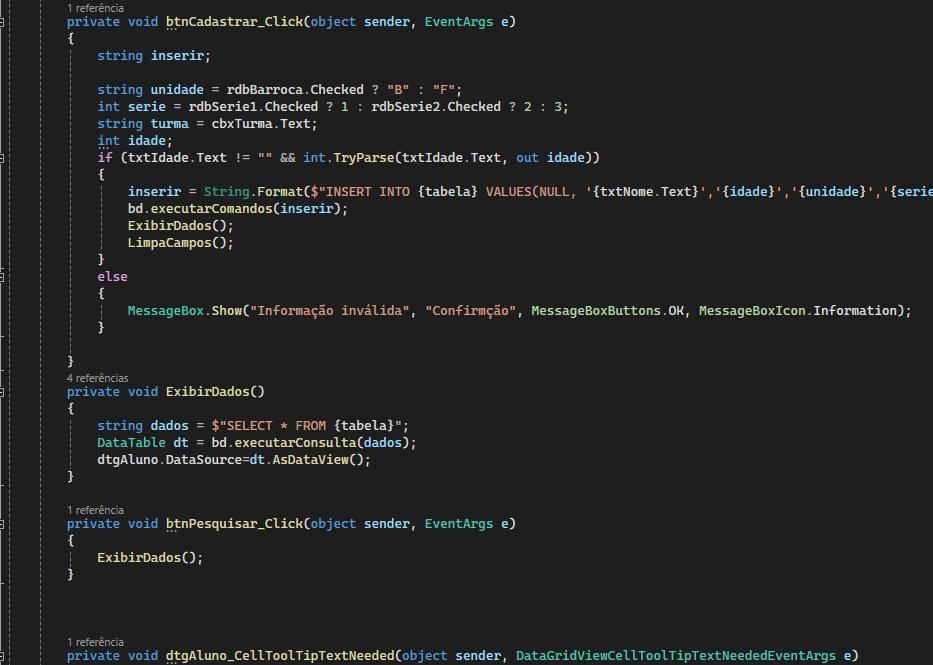 1 referência
private void btnCadastrar_Click(object sender, EventArgs e)
{
string inserir;
string unidade = rdbBarroca.Checked ? "B" : "F";
int serie = rdbSerie1.Checked ? 1 : rdbSerie2.Checked ? 2 : 3;
string turma = cbxTurma.Text;
int idade;
if (txtIdade.Text != "" && int.TryParse(txtIdade.Text, out idade))
{
inserir = String.Format($"INSERT INTO {tabela} VALUES(NULL, '{txtNome.Text}','{idade}','{unidade}','{serie
bd.executarComandos(inserir);
ExibirDados();
LimpaCampos();
}
else
{
MessageBox.Show("Informação inválida", "Confirmção", MessageBoxButtons.OK, MessageBoxIcon.Information);
}
}
4 referências
private void ExibirDados()
{
string dados = $"SELECT * FROM {tabela}";
DataTable dt = bd.executarConsulta(dados);
dtgAluno.DataSource=dt.AsDataView();
}
1 referência
private void btnPesquisar_Click(object sender, EventArgs e)
{
ExibirDados();
}
1 referência
private void dtgAluno_CellToolTipTextNeeded(object sender, DataGridViewCellToolTipTextNeededEventArgs e)